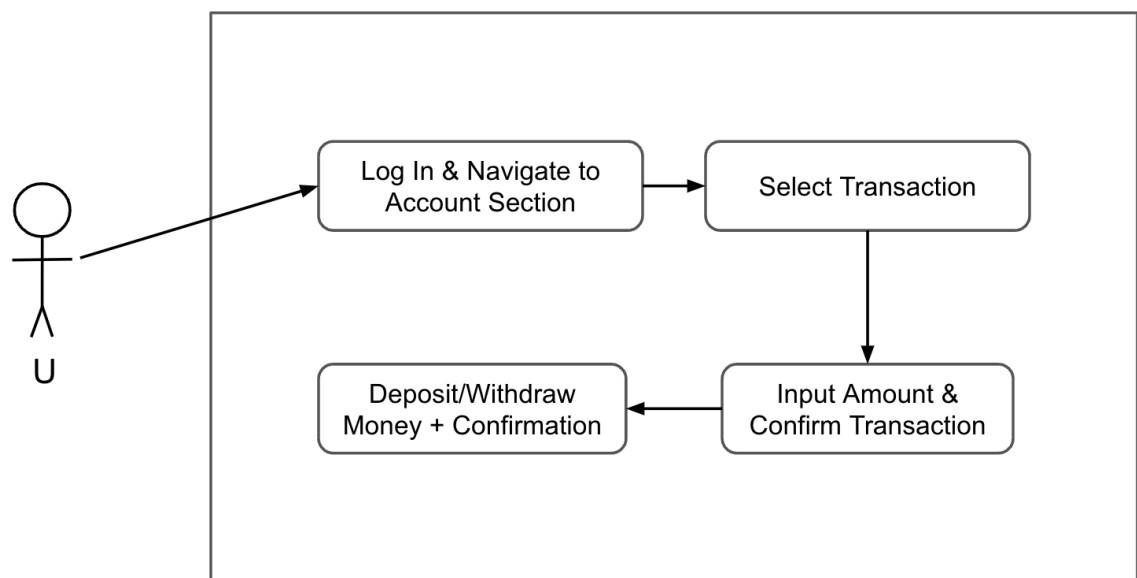 Log In & Navigate to
Account Section
Select Transaction
U
Deposit/Withdraw
Money + Confirmation
Input Amount &
Confirm Transaction